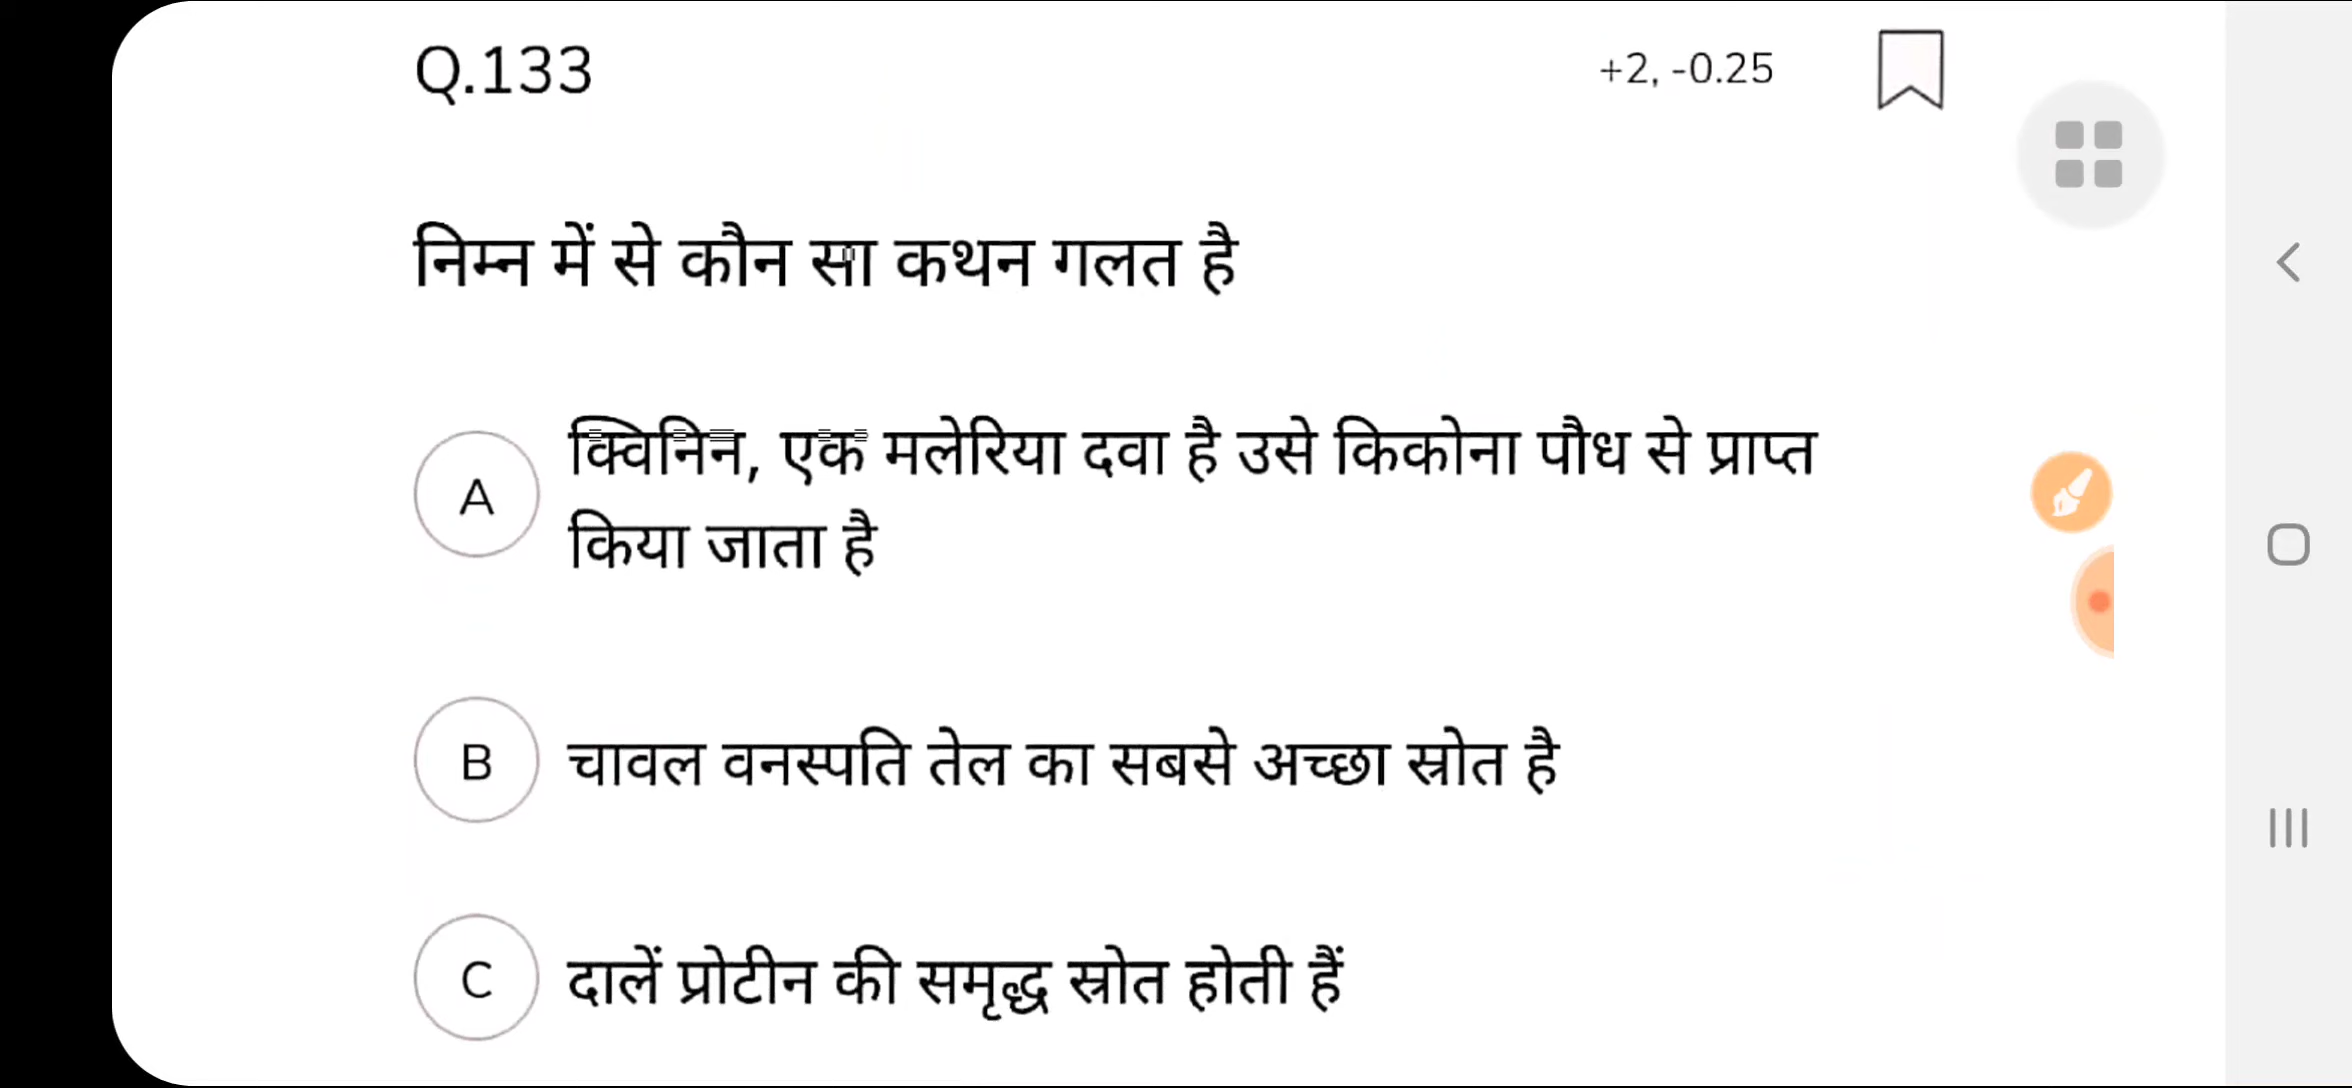 Q.133
+2, -0.25
निम्न में से कौन सा कथन गलत है
A
क्विनिन, एक मलेरिया दवा है उसे किकोना पौध से प्राप्त
किया जाता है
B
चावल वनस्पति तेल का सबसे अच्छा स्रोत है
C
दालें प्रोटीन की समृद्ध स्रोत होती हैं